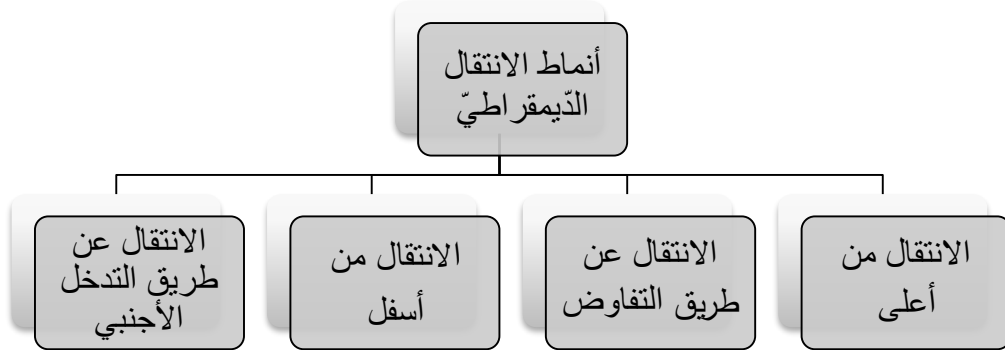 أنماط الانتقال
الدّيمقراطيّ
الانتقال من
أعلى
الانتقال عن
طريق التفاوض
الانتقال من
أسفل
الانتقال عن
طريق التدخل
الأجنبي